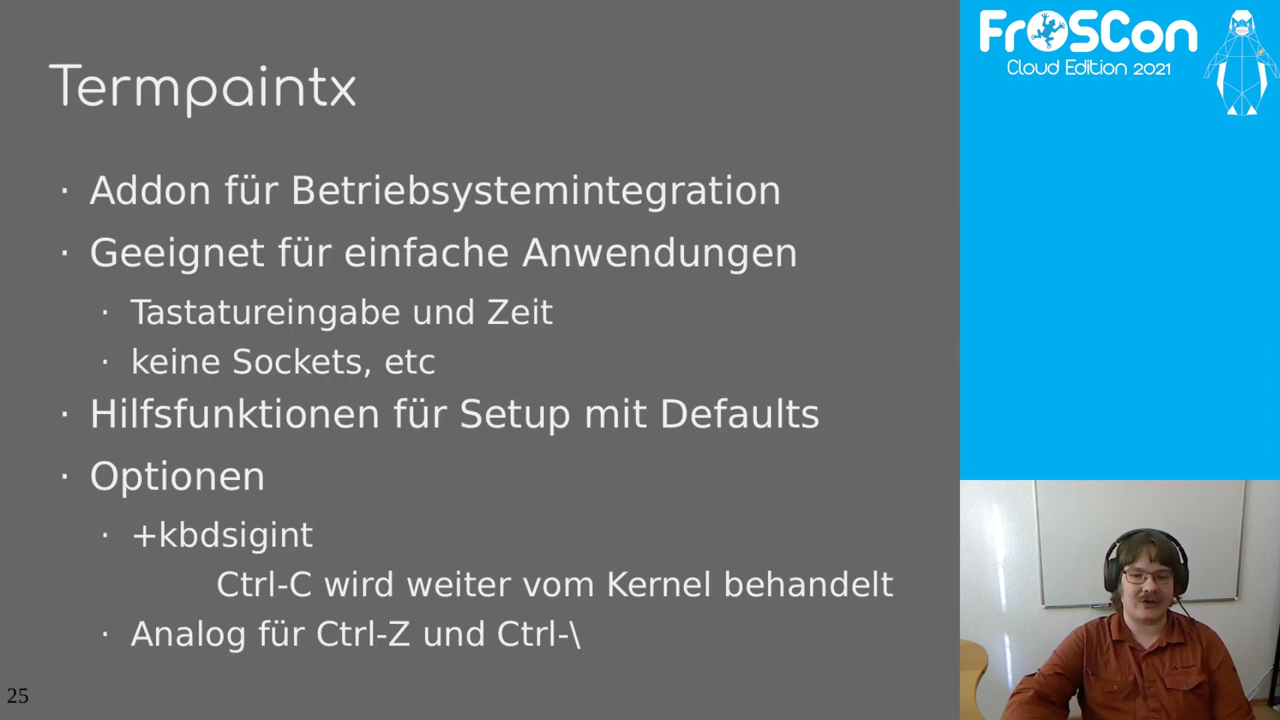 Termpaintx
· Addon für Betriebsystemintegration
· Geeignet für einfache Anwendungen
· Tastatureingabe und Zeit
· keine Sockets, etc
· Hilfsfunktionen für Setup mit Defaults
· Optionen
· +kbdsigint
Ctrl-C wird weiter vom Kernel behandelt
· Analog für Ctrl-Z und Ctrl-\
25
FrOSCon
Cloud Edition 2021